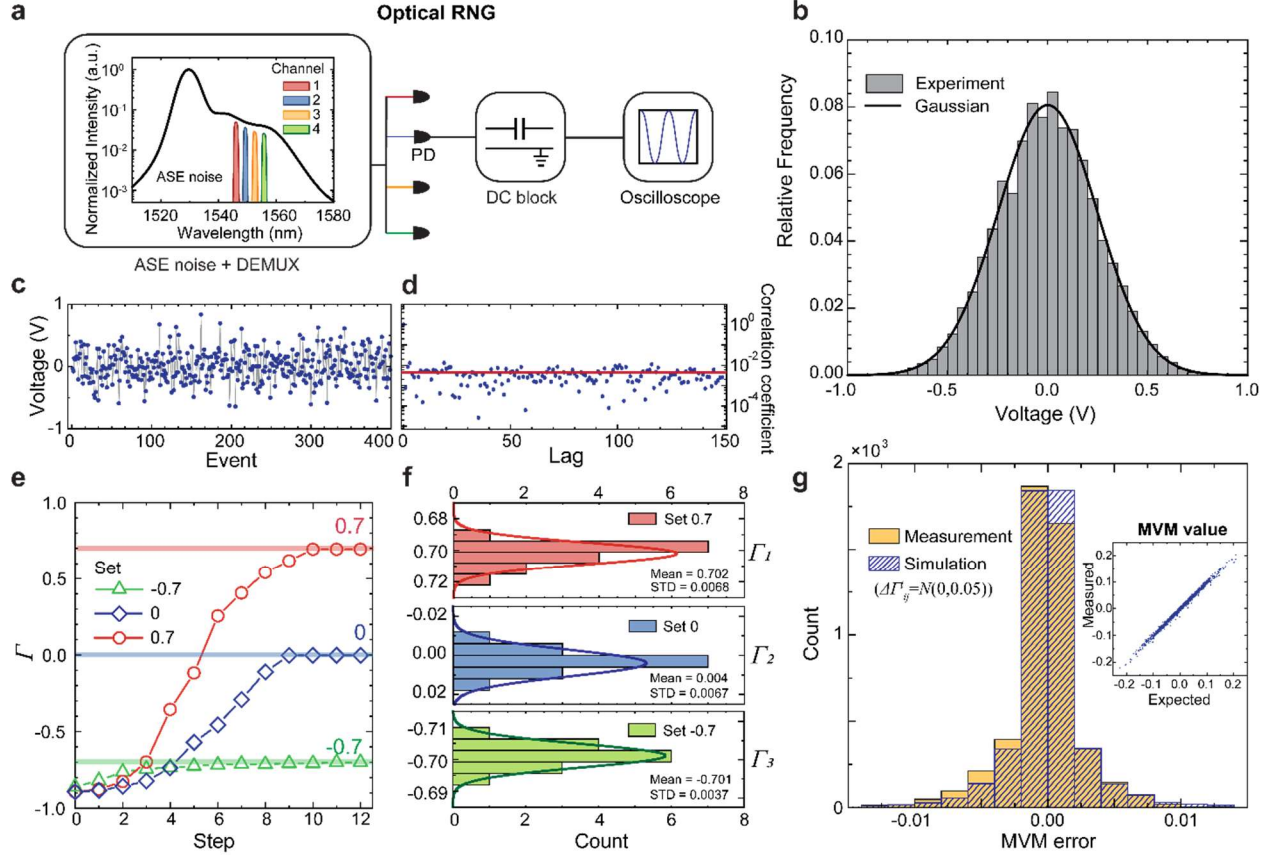 a
Optical RNG
Normalized Intensity (a.u.)
10⁰
10⁻¹
10⁻²
10⁻³
Channel
1
2
3
4
ASE noise
1520 1540 1560 1580
Wavelength (nm)
ASE noise + DEMUX
PD
DC block
Oscilloscope
b
Relative Frequency
0.10
0.08
0.06
0.04
0.02
0.00
Experiment
Gaussian
-1.0 -0.5 0.0 0.5 1.0
Voltage (V)
c
Voltage (V)
1
0
-1
0 100 200 300 400
Event
d
Correlation coefficient
10⁰
10⁻²
10⁻⁴
0 50 100 150
Lag
e
Γ
1.0
0.5
0.0
-0.5
-1.0
0.7
0
-0.7
Set
-0.7
0
0.7
0 2 4 6 8 10 12
Step
f
0 2 4 6 8
0.68
0.70
0.72
Set 0.7
Mean = 0.702
STD = 0.0068
Γ₁
-0.02
0.00
0.02
Set 0
Mean = 0.004
STD = 0.0067
Γ₂
-0.71
-0.70
-0.69
Set -0.7
Mean = -0.701
STD = 0.0037
Γ₃
0 2 4 6 8
Count
g
×10³
Count
2
1
0
Measurement
Simulation
(ΔΓᵢⱼ=N(0,0.05))
MVM value
Measured
0.2
0.1
0.0
-0.1
-0.2
-0.2 -0.1 0.0 0.1 0.2
Expected
-0.01 0.00 0.01
MVM error